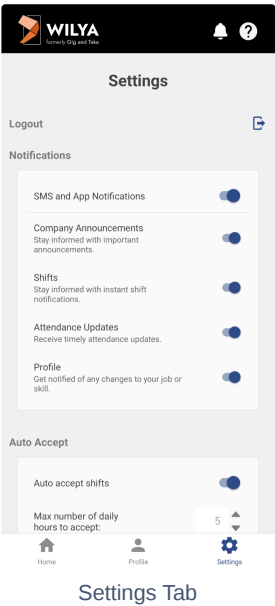 WILYA
formerly Gig and Take
Settings
Logout
Notifications
SMS and App Notifications
Company Announcements
Stay informed with important
announcements.
Shifts
Stay informed with instant shift
notifications.
Attendance Updates
Receive timely attendance updates.
Profile
Get notified of any changes to your job or
skill.
Auto Accept
Auto accept shifts
Max number of daily
hours to accept:
5
Home
Profile
Settings
Settings Tab